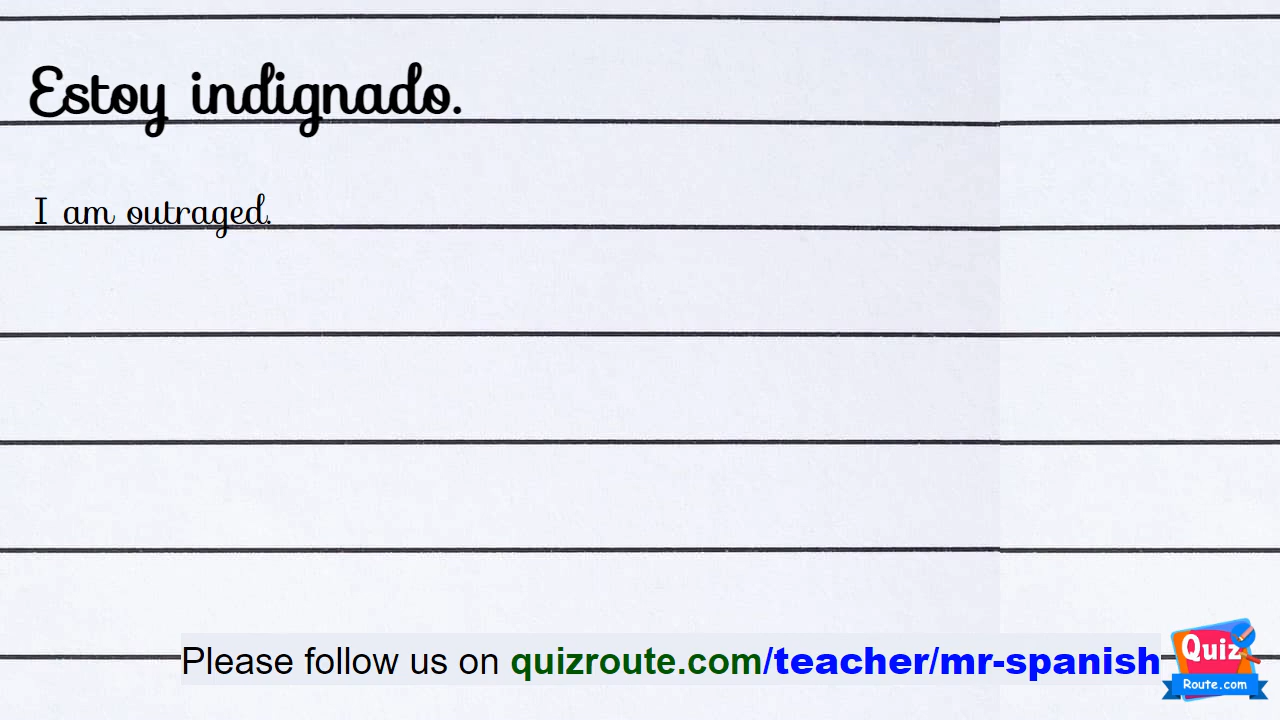 Estoy indignado.
I am outraged.
Please follow us on quizroute.com/teacher/mr-spanish
Quiz
Route.com